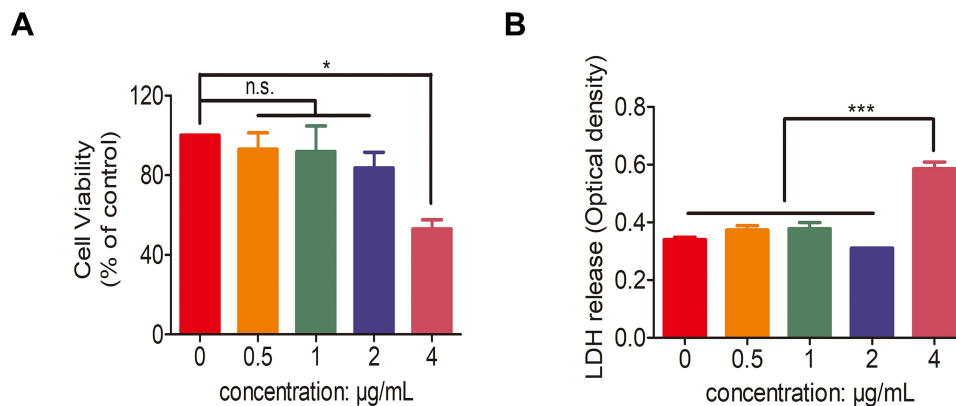 A
*
n.s.
120
80
40
0
Cell Viability
(% of control)
0 0.5 1 2 4
concentration: µg/mL
B
***
0.8
0.6
0.4
0.2
0.0
LDH release (Optical density)
0 0.5 1 2 4
concentration: µg/mL